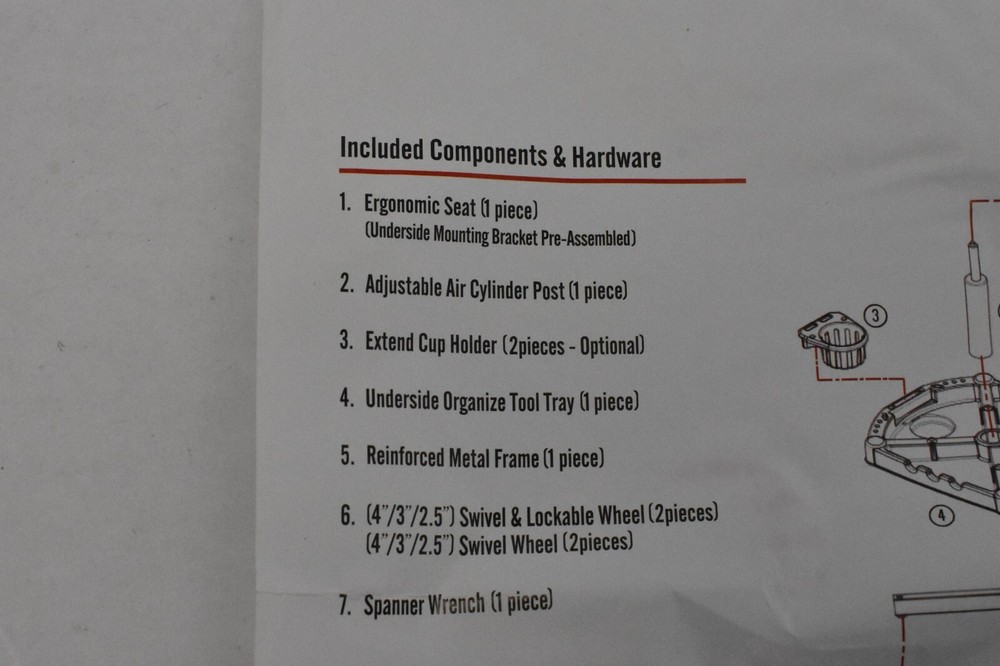 Included Components & Hardware
1. Ergonomic Seat (1 piece)
(Underside Mounting Bracket Pre-Assembled)
2. Adjustable Air Cylinder Post (1 piece)
3. Extend Cup Holder (2pieces - Optional)
4. Underside Organize Tool Tray (1 piece)
5. Reinforced Metal Frame (1 piece)
6. (4”/3”/2.5”) Swivel & Lockable Wheel (2pieces)
(4”/3”/2.5”) Swivel Wheel (2pieces)
7. Spanner Wrench (1 piece)
3
4